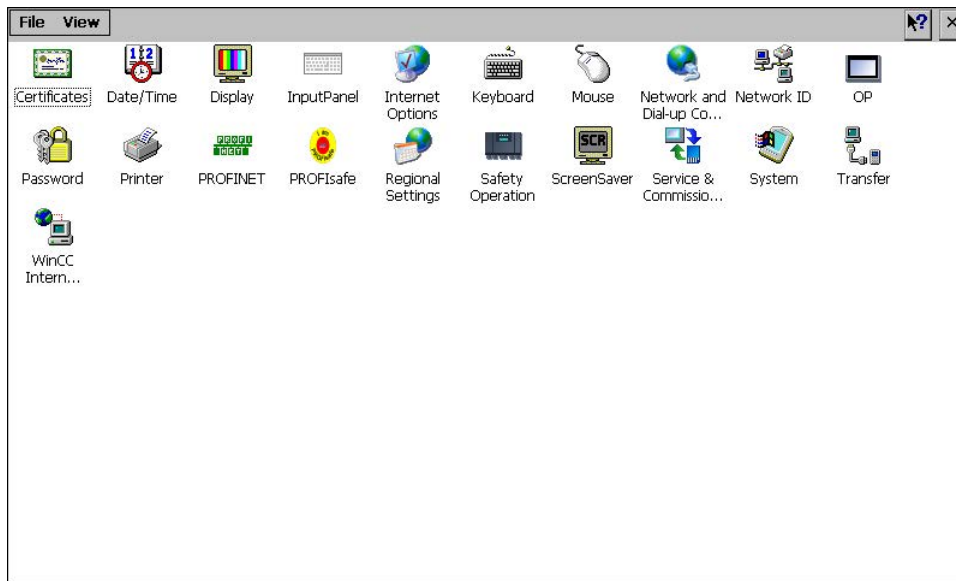 File View
Certificates Date/Time Display InputPanel Internet Options Keyboard Mouse Network and Dial-up Co... Network ID OP
Password Printer PROFINET PROFIsafe Regional Settings Safety Operation ScreenSaver Service & Commissio... System Transfer
WinCC Intern...